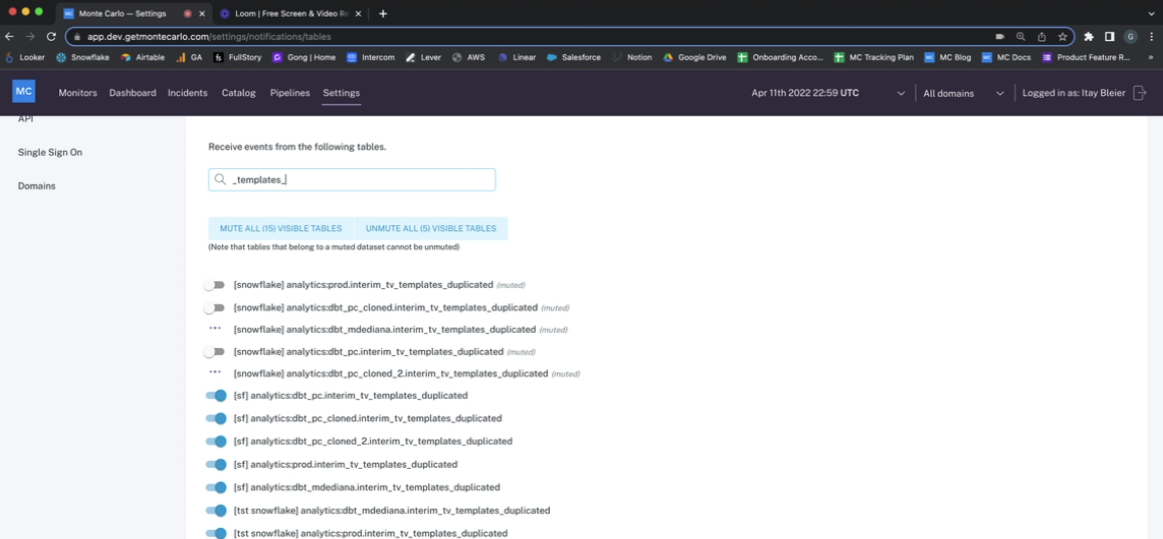 Monte Carlo — Settings
Loom | Free Screen & Video Re
app.dev.getmontecarlo.com/settings/notifications/tables
G
Looker Snowflake Airtable GA FullStory Gong | Home Intercom Lever AWS Linear Salesforce Notion Google Drive Onboarding Acco... MC Tracking Plan MC Blog MC Docs Product Feature R... »
MC Monitors Dashboard Incidents Catalog Pipelines Settings Apr 11th 2022 22:59 UTC All domains Logged in as: Itay Bleier
API
Single Sign On
Domains
Receive events from the following tables.
_templates_
MUTE ALL (15) VISIBLE TABLES UNMUTE ALL (5) VISIBLE TABLES
(Note that tables that belong to a muted dataset cannot be unmuted)
[snowflake] analytics:prod.interim_tv_templates_duplicated (muted)
[snowflake] analytics:dbt_pc_cloned.interim_tv_templates_duplicated (muted)
[snowflake] analytics:dbt_mdediana.interim_tv_templates_duplicated (muted)
[snowflake] analytics:dbt_pc.interim_tv_templates_duplicated (muted)
[snowflake] analytics:dbt_pc_cloned_2.interim_tv_templates_duplicated (muted)
[sf] analytics:dbt_pc.interim_tv_templates_duplicated
[sf] analytics:dbt_pc_cloned.interim_tv_templates_duplicated
[sf] analytics:dbt_pc_cloned_2.interim_tv_templates_duplicated
[sf] analytics:prod.interim_tv_templates_duplicated
[sf] analytics:dbt_mdediana.interim_tv_templates_duplicated
[tst snowflake] analytics:dbt_mdediana.interim_tv_templates_duplicated
[tst snowflake] analytics:prod.interim_tv_templates_duplicated